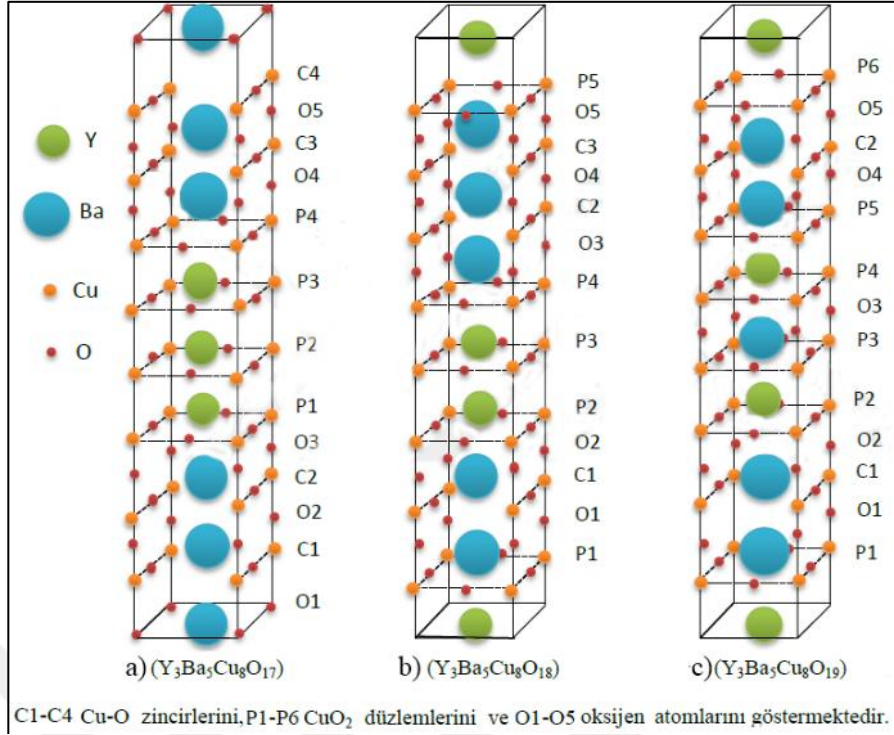 Y
Ba
Cu
O
C4
O5
C3
O4
P4
P3
P2
P1
O3
C2
O2
C1
O1
a) (Y₃Ba₅Cu₈O₁₇)
P5
O5
C3
O4
C2
O3
P4
P3
P2
O2
C1
O1
P1
b) (Y₃Ba₅Cu₈O₁₈)
P6
O5
C2
O4
P5
P4
O3
P3
P2
O2
C1
O1
P1
c) (Y₃Ba₅Cu₈O₁₉)
C1-C4 Cu-O zincirlerini,P1-P6 CuO₂ düzlemlerini ve O1-O5 oksijen atomlarını göstermektedir.